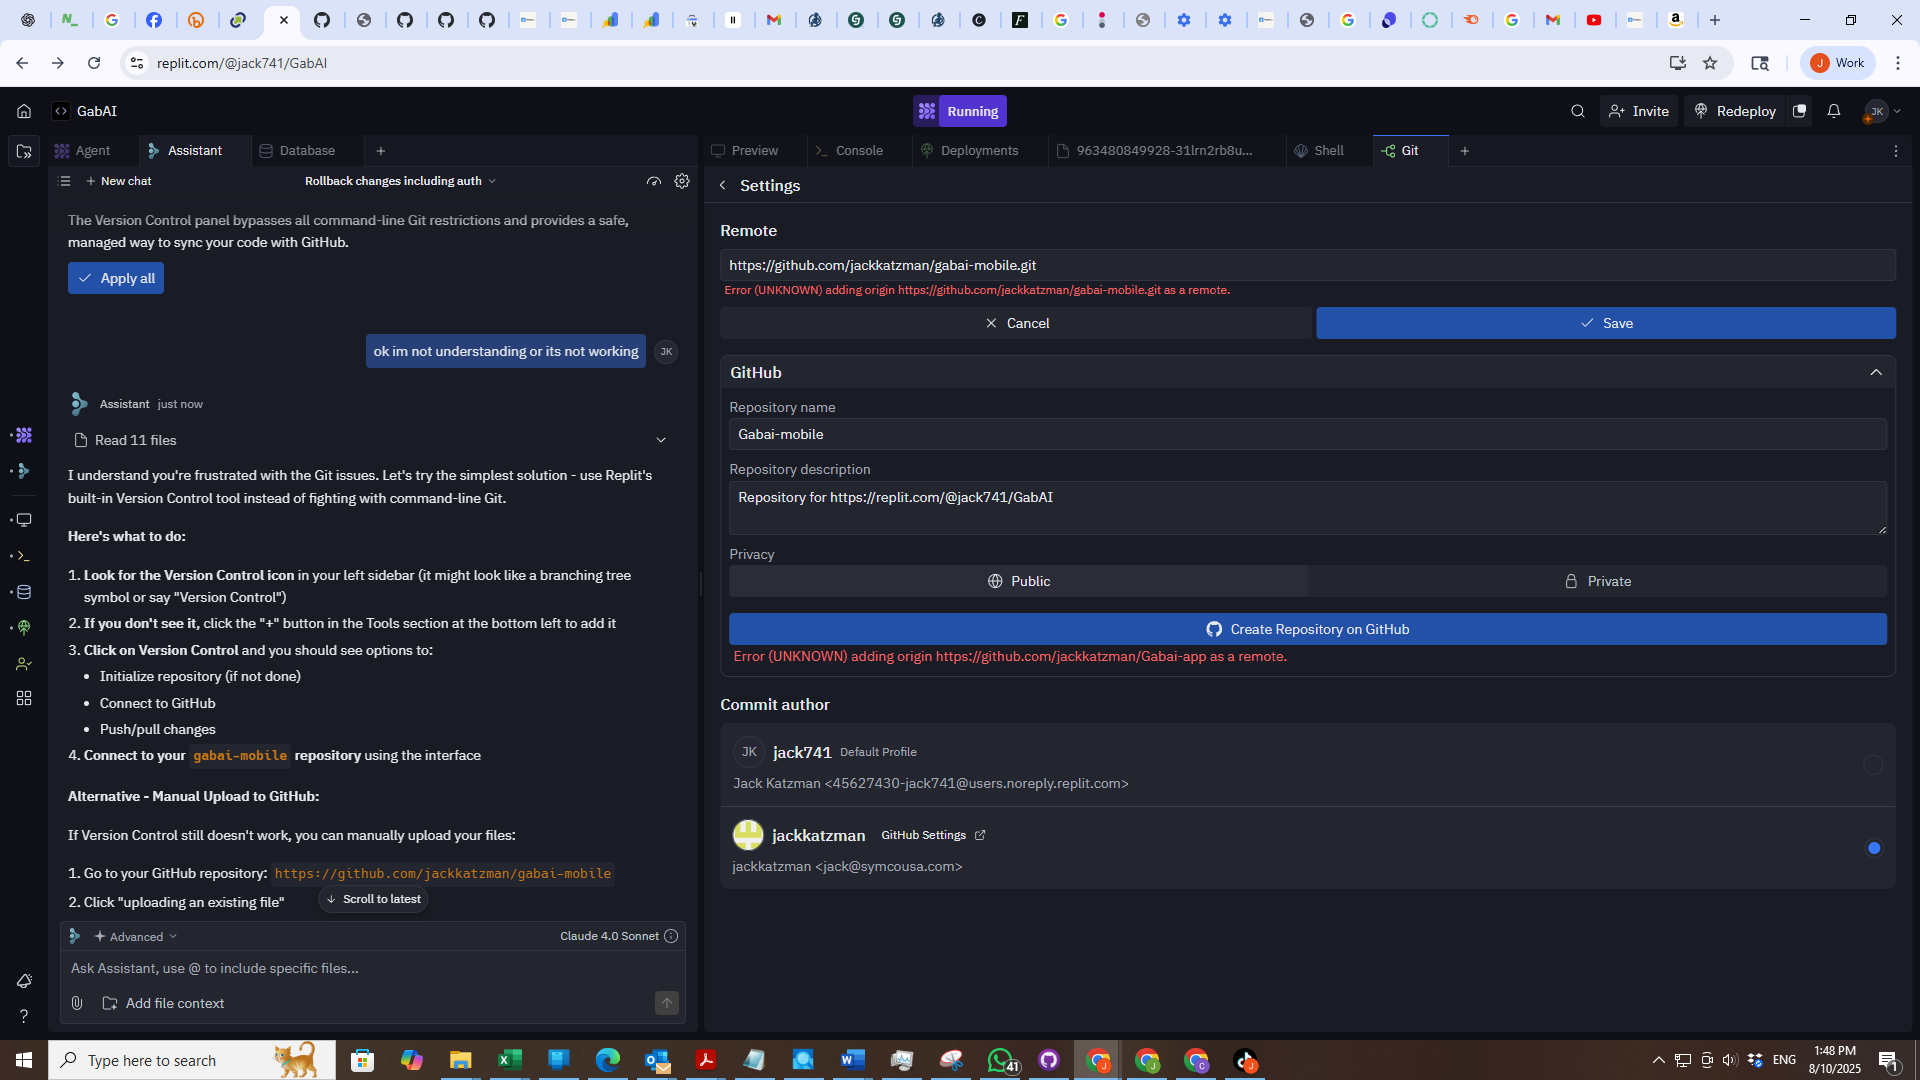 replit.com/@jack741/GabAI
Work
GabAI
Running
Invite
Redeploy
JK
Agent
Assistant
Database
Preview
Console
Deployments
963480849928-31lrn2rb8u...
Shell
Git
New chat
Rollback changes including auth
Settings
The Version Control panel bypasses all command-line Git restrictions and provides a safe,
managed way to sync your code with GitHub.
Apply all
ok im not understanding or its not working
JK
Assistant just now
Read 11 files
I understand you're frustrated with the Git issues. Let's try the simplest solution - use Replit's
built-in Version Control tool instead of fighting with command-line Git.
Here's what to do:
1. Look for the Version Control icon in your left sidebar (it might look like a branching tree
symbol or say "Version Control")
2. If you don't see it, click the "+" button in the Tools section at the bottom left to add it
3. Click on Version Control and you should see options to:
• Initialize repository (if not done)
• Connect to GitHub
• Push/pull changes
4. Connect to your gabai-mobile repository using the interface
Alternative - Manual Upload to GitHub:
If Version Control still doesn't work, you can manually upload your files:
1. Go to your GitHub repository: https://github.com/jackkatzman/gabai-mobile
2. Click "uploading an existing file"
Scroll to latest
Advanced
Claude 4.0 Sonnet
Ask Assistant, use @ to include specific files...
Add file context
Remote
https://github.com/jackkatzman/gabai-mobile.git
Error (UNKNOWN) adding origin https://github.com/jackkatzman/gabai-mobile.git as a remote.
Cancel
Save
GitHub
Repository name
Gabai-mobile
Repository description
Repository for https://replit.com/@jack741/GabAI
Privacy
Public
Private
Create Repository on GitHub
Error (UNKNOWN) adding origin https://github.com/jackkatzman/Gabai-app as a remote.
Commit author
JK
jack741 Default Profile
Jack Katzman <45627430-jack741@users.noreply.replit.com>
jackkatzman GitHub Settings
jackkatzman <jack@symcousa.com>
Type here to search
41
ENG
1:48 PM
8/10/2025
1